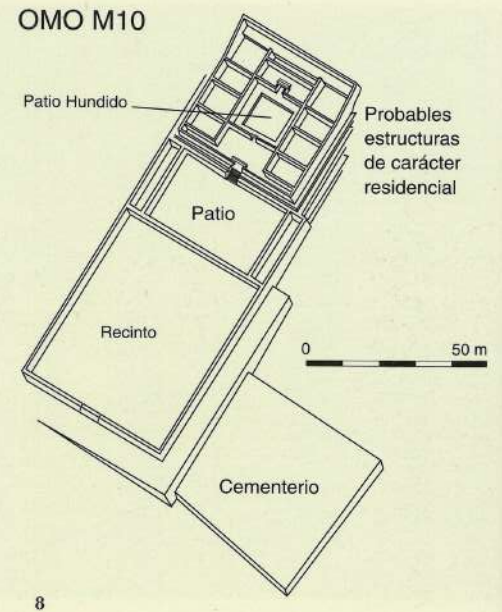 OMO M10
Patio Hundido
Probables
estructuras
de carácter
residencial
Patio
Recinto
0 50 m
Cementerio
8